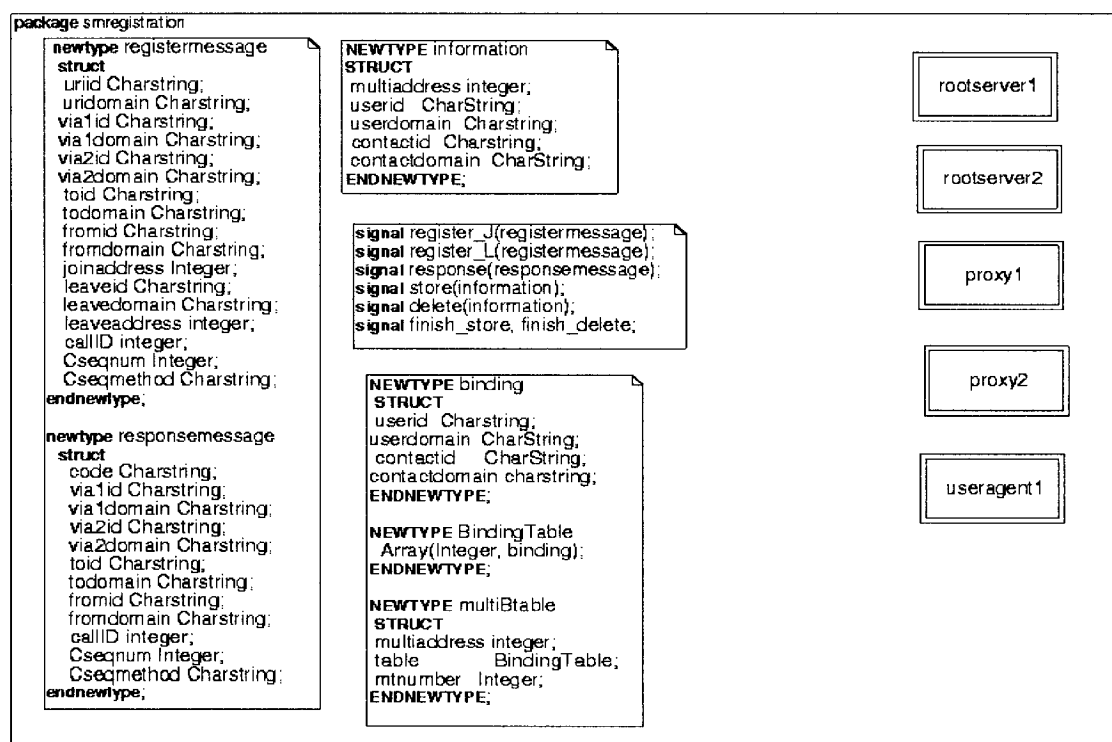 package smregistration
newtype registermessage
struct
uriid Charstring;
uridomain Charstring;
via1id Charstring;
via1domain Charstring;
via2id Charstring;
via2domain Charstring;
toid Charstring;
todomain Charstring;
fromid Charstring;
fromdomain Charstring;
joinaddress Integer;
leaveid Charstring;
leavedomain Charstring;
leaveaddress integer;
callID integer;
Cseqnum Integer;
Cseqmethod Charstring;
endnewtype;
newtype responsemessage
struct
code Charstring;
via1id Charstring;
via1domain Charstring;
via2id Charstring;
via2domain Charstring;
toid Charstring;
todomain Charstring;
fromid Charstring;
fromdomain Charstring;
callID integer;
Cseqnum Integer;
Cseqmethod Charstring;
endnewtype;
NEWTYPE information
STRUCT
multiaddress integer;
userid CharString;
userdomain Charstring;
contactid Charstring;
contactdomain CharString;
ENDNEWTYPE;
signal register_J(registermessage);
signal register_L(registermessage);
signal response(responsemessage);
signal store(information);
signal delete(information);
signal finish_store, finish_delete;
NEWTYPE binding
STRUCT
userid Charstring;
userdomain CharString;
contactid CharString;
contactdomain charstring;
ENDNEWTYPE;
NEWTYPE BindingTable
Array(Integer, binding);
ENDNEWTYPE;
NEWTYPE multiBtable
STRUCT
multiaddress integer;
table BindingTable;
mtnumber Integer;
ENDNEWTYPE;
rootserver1
rootserver2
proxy1
proxy2
useragent1